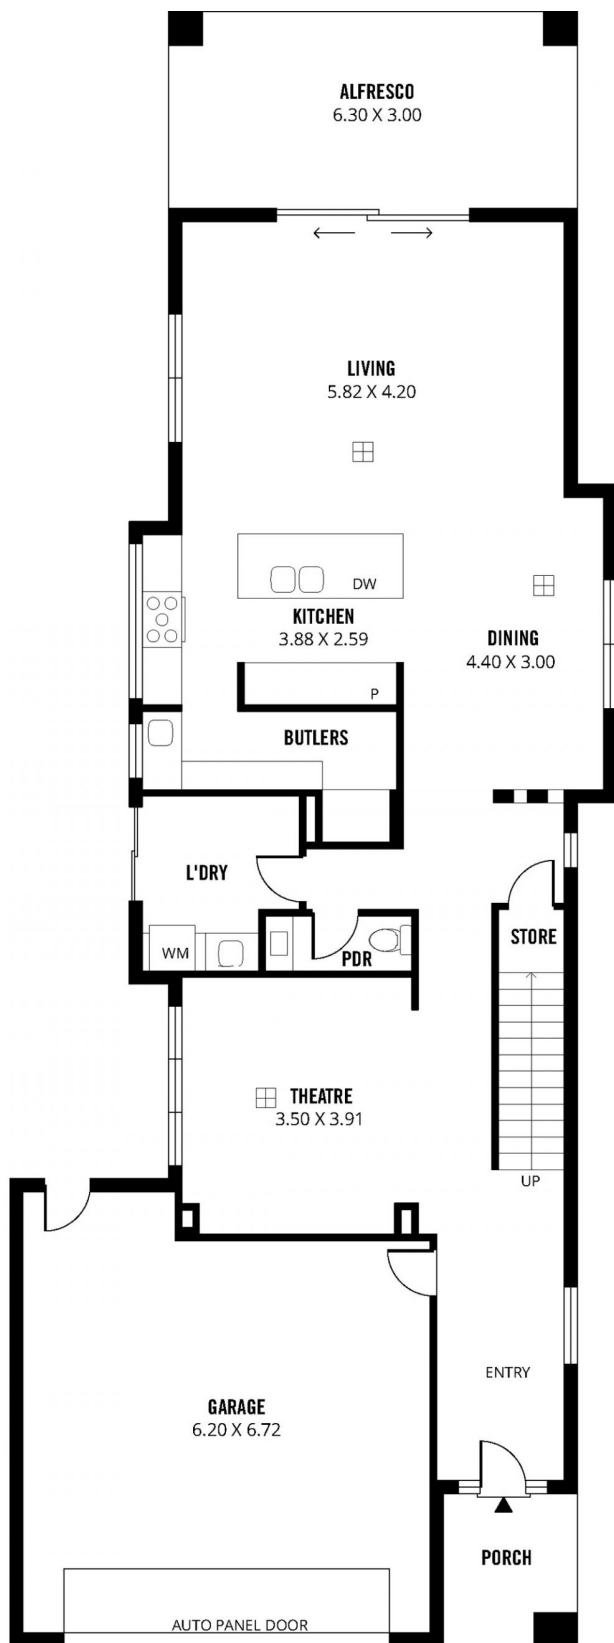 ALFRESCO
6.30 X 3.00
LIVING
5.82 X 4.20
DW
KITCHEN
3.88 X 2.59
DINING
4.40 X 3.00
P
BUTLERS
L'DRY
STORE
WM
PDR
THEATRE
3.50 X 3.91
UP
ENTRY
GARAGE
6.20 X 6.72
PORCH
AUTO PANEL DOOR